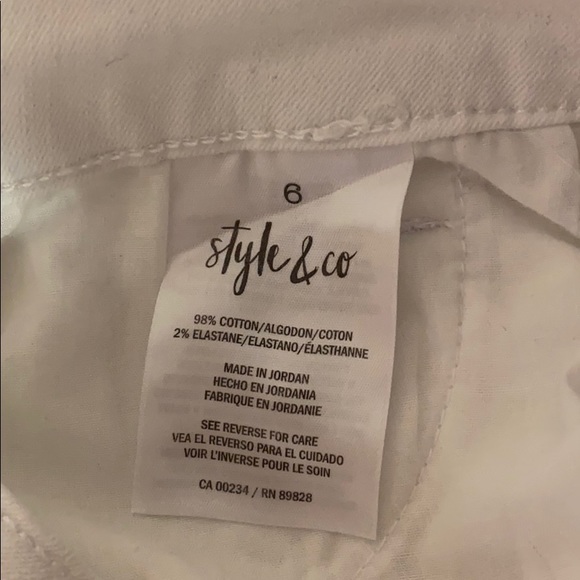 6
style & co
98% COTTON/ALGODON/COTON
2% ELASTANE/ELASTANO/ÉLASTHANNE
MADE IN JORDAN
HECHO EN JORDANIA
FABRIQUE EN JORDANIE
SEE REVERSE FOR CARE
VEA EL REVERSO PARA EL CUIDADO
VOIR L'INVERSE POUR LE SOIN
CA 00234 / RN 89828